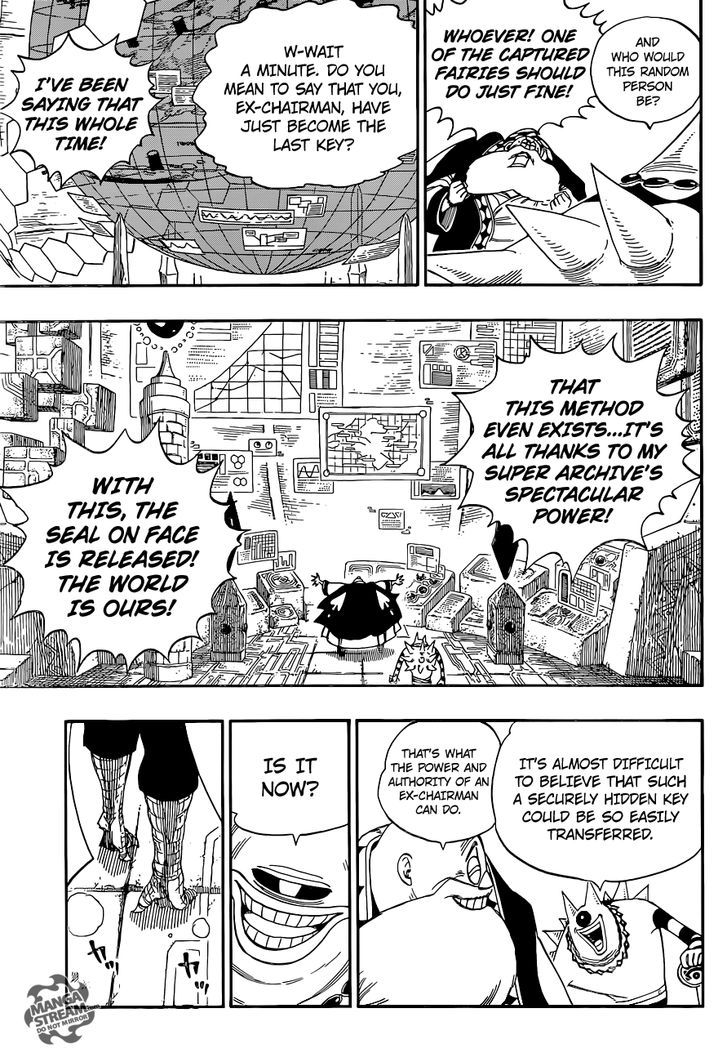 AND
WHO WOULD
THIS RANDOM
PERSON
BE?
WHOEVER! ONE
OF THE CAPTURED
FAIRIES SHOULD
DO JUST FINE!
W-WAIT
A MINUTE. DO YOU
MEAN TO SAY THAT YOU,
EX-CHAIRMAN, HAVE
JUST BECOME THE
LAST KEY?
I'VE BEEN
SAYING THAT
THIS WHOLE
TIME!
THAT
THIS METHOD
EVEN EXISTS...IT'S
ALL THANKS TO MY
SUPER ARCHIVE'S
SPECTACULAR
POWER!
WITH
THIS, THE
SEAL ON FACE
IS RELEASED!
THE WORLD
IS OURS!
IT'S ALMOST DIFFICULT
TO BELIEVE THAT SUCH
A SECURELY HIDDEN KEY
COULD BE SO EASILY
TRANSFERRED.
THAT'S WHAT
THE POWER AND
AUTHORITY OF AN
EX-CHAIRMAN
CAN DO.
IS IT
NOW?
MANGA
STREAM
DO NOT MIRROR